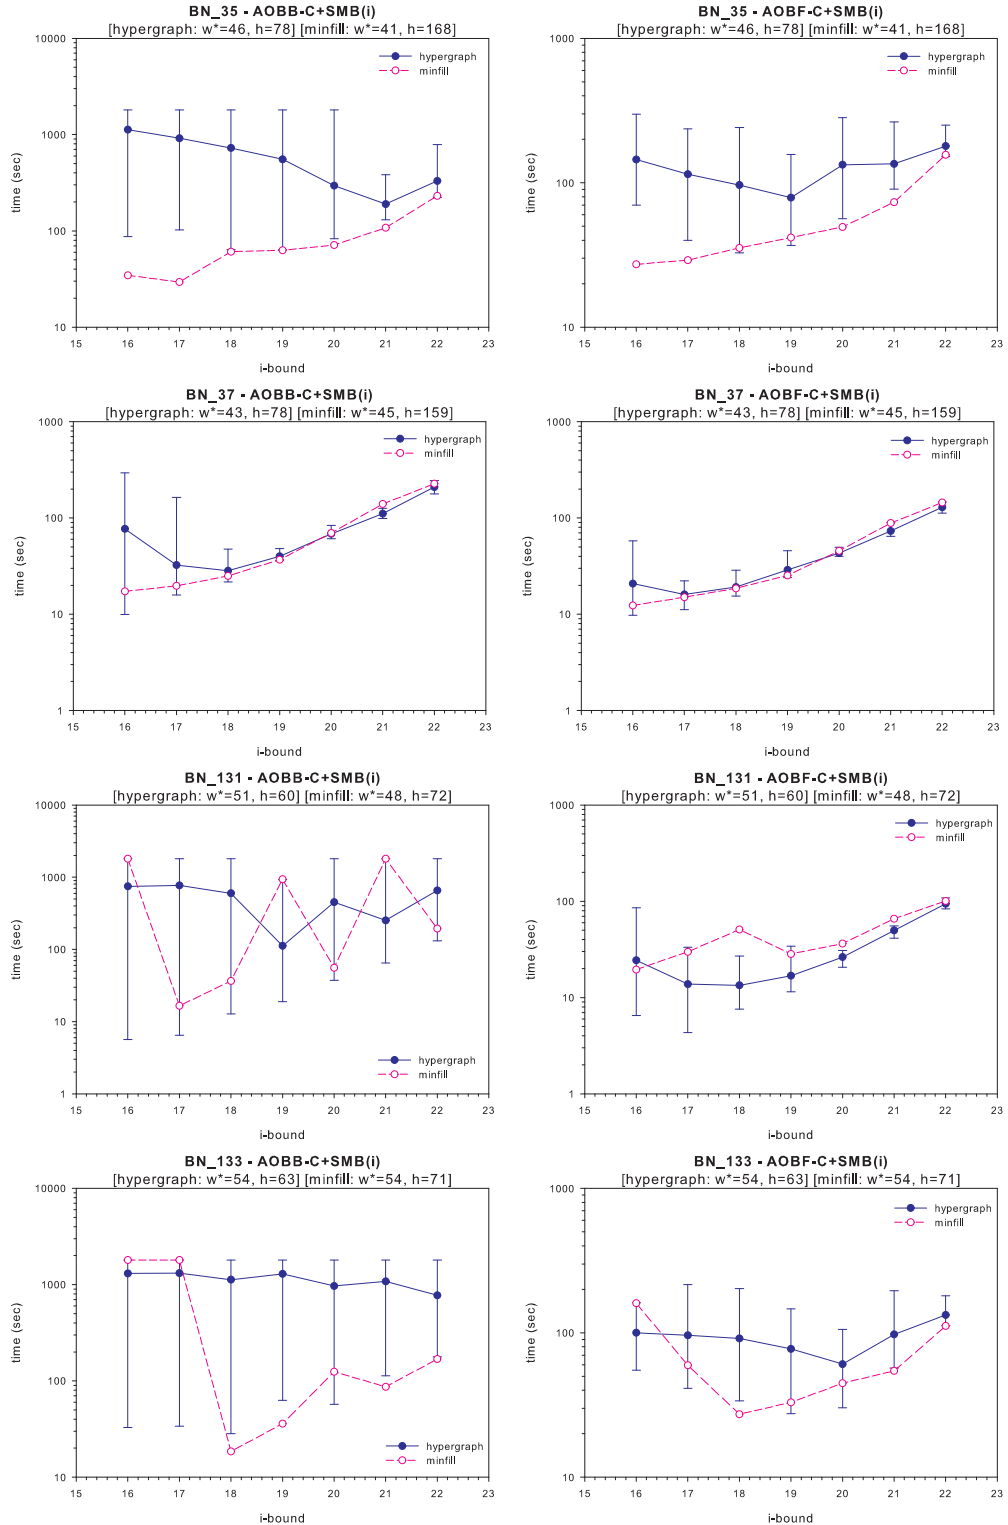 BN_35 - AOBB-C+SMB(i)
[hypergraph: w*=46, h=78] [minfill: w*=41, h=168]
10000
1000
100
10
time (sec)
hypergraph
minfill
15 16 17 18 19 20 21 22 23
i-bound
BN_35 - AOBF-C+SMB(i)
[hypergraph: w*=46, h=78] [minfill: w*=41, h=168]
1000
100
10
time (sec)
hypergraph
minfill
15 16 17 18 19 20 21 22 23
i-bound
BN_37 - AOBB-C+SMB(i)
[hypergraph: w*=43, h=78] [minfill: w*=45, h=159]
1000
100
10
1
time (sec)
hypergraph
minfill
15 16 17 18 19 20 21 22 23
i-bound
BN_37 - AOBF-C+SMB(i)
[hypergraph: w*=43, h=78] [minfill: w*=45, h=159]
1000
100
10
1
time (sec)
hypergraph
minfill
15 16 17 18 19 20 21 22 23
i-bound
BN_131 - AOBB-C+SMB(i)
[hypergraph: w*=51, h=60] [minfill: w*=48, h=72]
10000
1000
100
10
1
time (sec)
hypergraph
minfill
15 16 17 18 19 20 21 22 23
i-bound
BN_131 - AOBF-C+SMB(i)
[hypergraph: w*=51, h=60] [minfill: w*=48, h=72]
1000
100
10
1
time (sec)
hypergraph
minfill
15 16 17 18 19 20 21 22 23
i-bound
BN_133 - AOBB-C+SMB(i)
[hypergraph: w*=54, h=63] [minfill: w*=54, h=71]
10000
1000
100
10
time (sec)
hypergraph
minfill
15 16 17 18 19 20 21 22 23
i-bound
BN_133 - AOBF-C+SMB(i)
[hypergraph: w*=54, h=63] [minfill: w*=54, h=71]
1000
100
10
time (sec)
hypergraph
minfill
15 16 17 18 19 20 21 22 23
i-bound